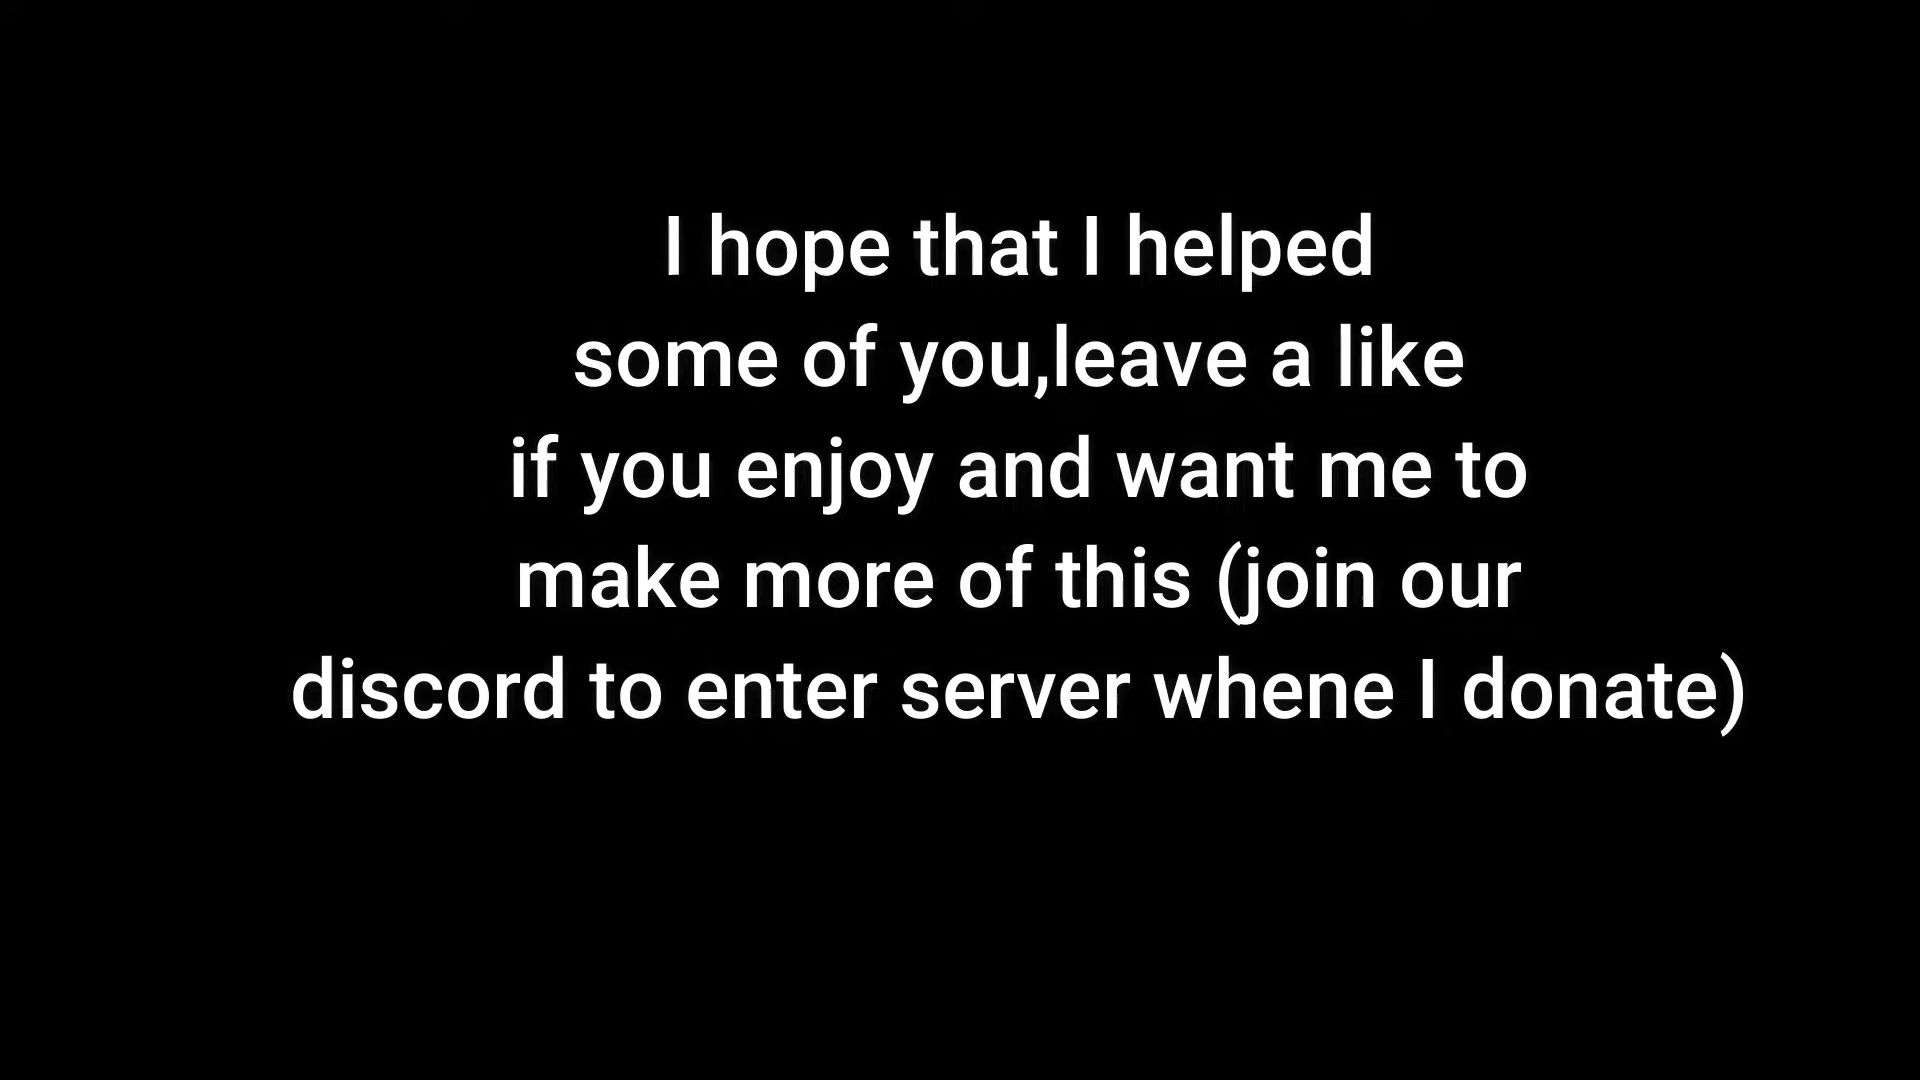 I hope that I helped
some of you,leave a like
if you enjoy and want me to
make more of this (join our
discord to enter server whene I donate)